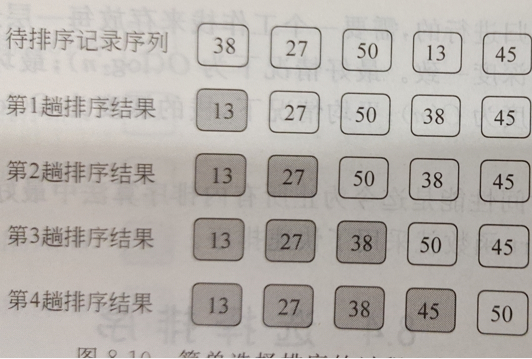 待排序记录序列 38 27 50 13 45
第1趟排序结果 13 27 50 38 45
第2趟排序结果 13 27 50 38 45
第3趟排序结果 13 27 38 50 45
第4趟排序结果 13 27 38 45 50
图 8.10 简单选择排序的